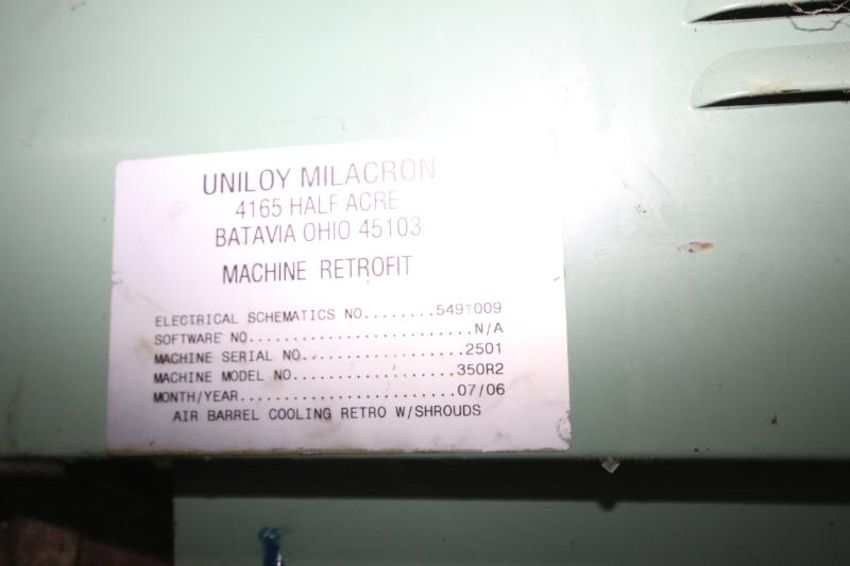 UNILOY MILACRON
4165 HALF ACRE
BATAVIA OHIO 45103
MACHINE RETROFIT
ELECTRICAL SCHEMATICS NO........5491009
SOFTWARE NO.........................N/A
MACHINE SERIAL NO..................2501
MACHINE MODEL NO..................350R2
MONTH/YEAR........................07/06
AIR BARREL COOLING RETRO W/SHROUDS